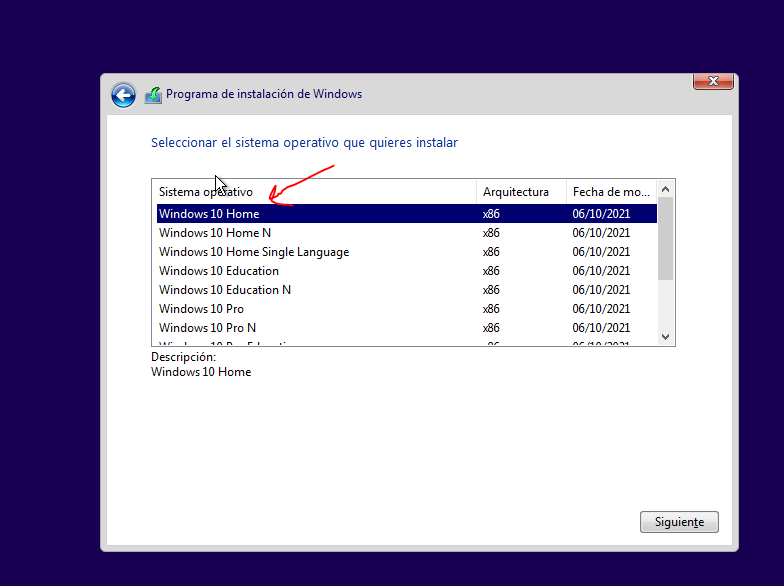 Programa de instalación de Windows
Seleccionar el sistema operativo que quieres instalar
Sistema operativo Arquitectura Fecha de mo...
Windows 10 Home x86 06/10/2021
Windows 10 Home N x86 06/10/2021
Windows 10 Home Single Language x86 06/10/2021
Windows 10 Education x86 06/10/2021
Windows 10 Education N x86 06/10/2021
Windows 10 Pro x86 06/10/2021
Windows 10 Pro N x86 06/10/2021
Descripción:
Windows 10 Home
Siguiente